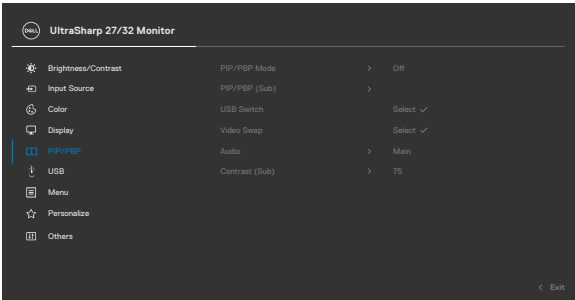 DELL UltraSharp 27/32 Monitor
Brightness/Contrast PIP/PBP Mode > Off
Input Source PIP/PBP (Sub) >
Color USB Switch Select ✓
Display Video Swap Select ✓
PIP/PBP Audio > Main
USB Contrast (Sub) > 75
Menu
Personalize
Others
< Exit